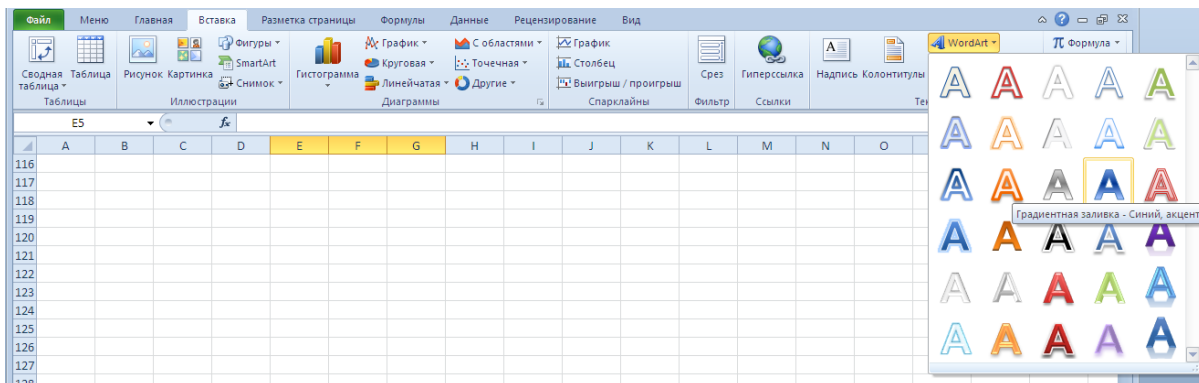 Файл Меню Главная Вставка Разметка страницы Формулы Данные Рецензирование Вид
Сводная таблица Таблица
Таблицы
Рисунок Картинка
Фигуры
SmartArt
Снимок
Иллюстрации
Гистограмма
График
Круговая
Линейчатая
С областями
Точечная
Другие
Диаграммы
График
Столбец
Выигрыш / проигрыш
Спарклайны
Срез
Фильтр
Гиперссылка
Ссылки
Надпись Колонтитулы
WordArt
π Формула
E5 fx
A B C D E F G H I J K L M N O
116
117
118
119
120
121
122
123
124
125
126
127
Градиентная заливка - Синий, акцент